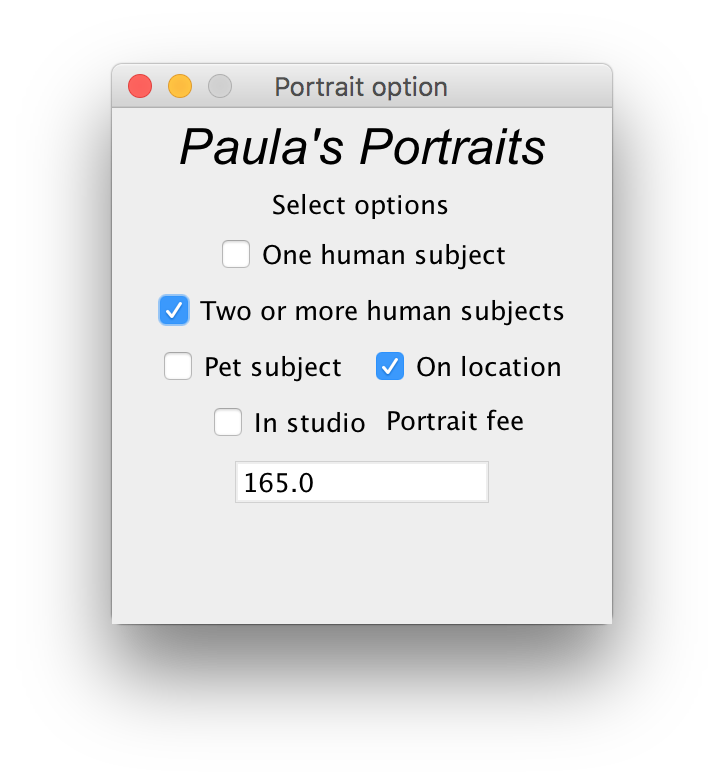 Portrait option
Paula's Portraits
Select options
One human subject
Two or more human subjects
Pet subject On location
In studio Portrait fee
165.0